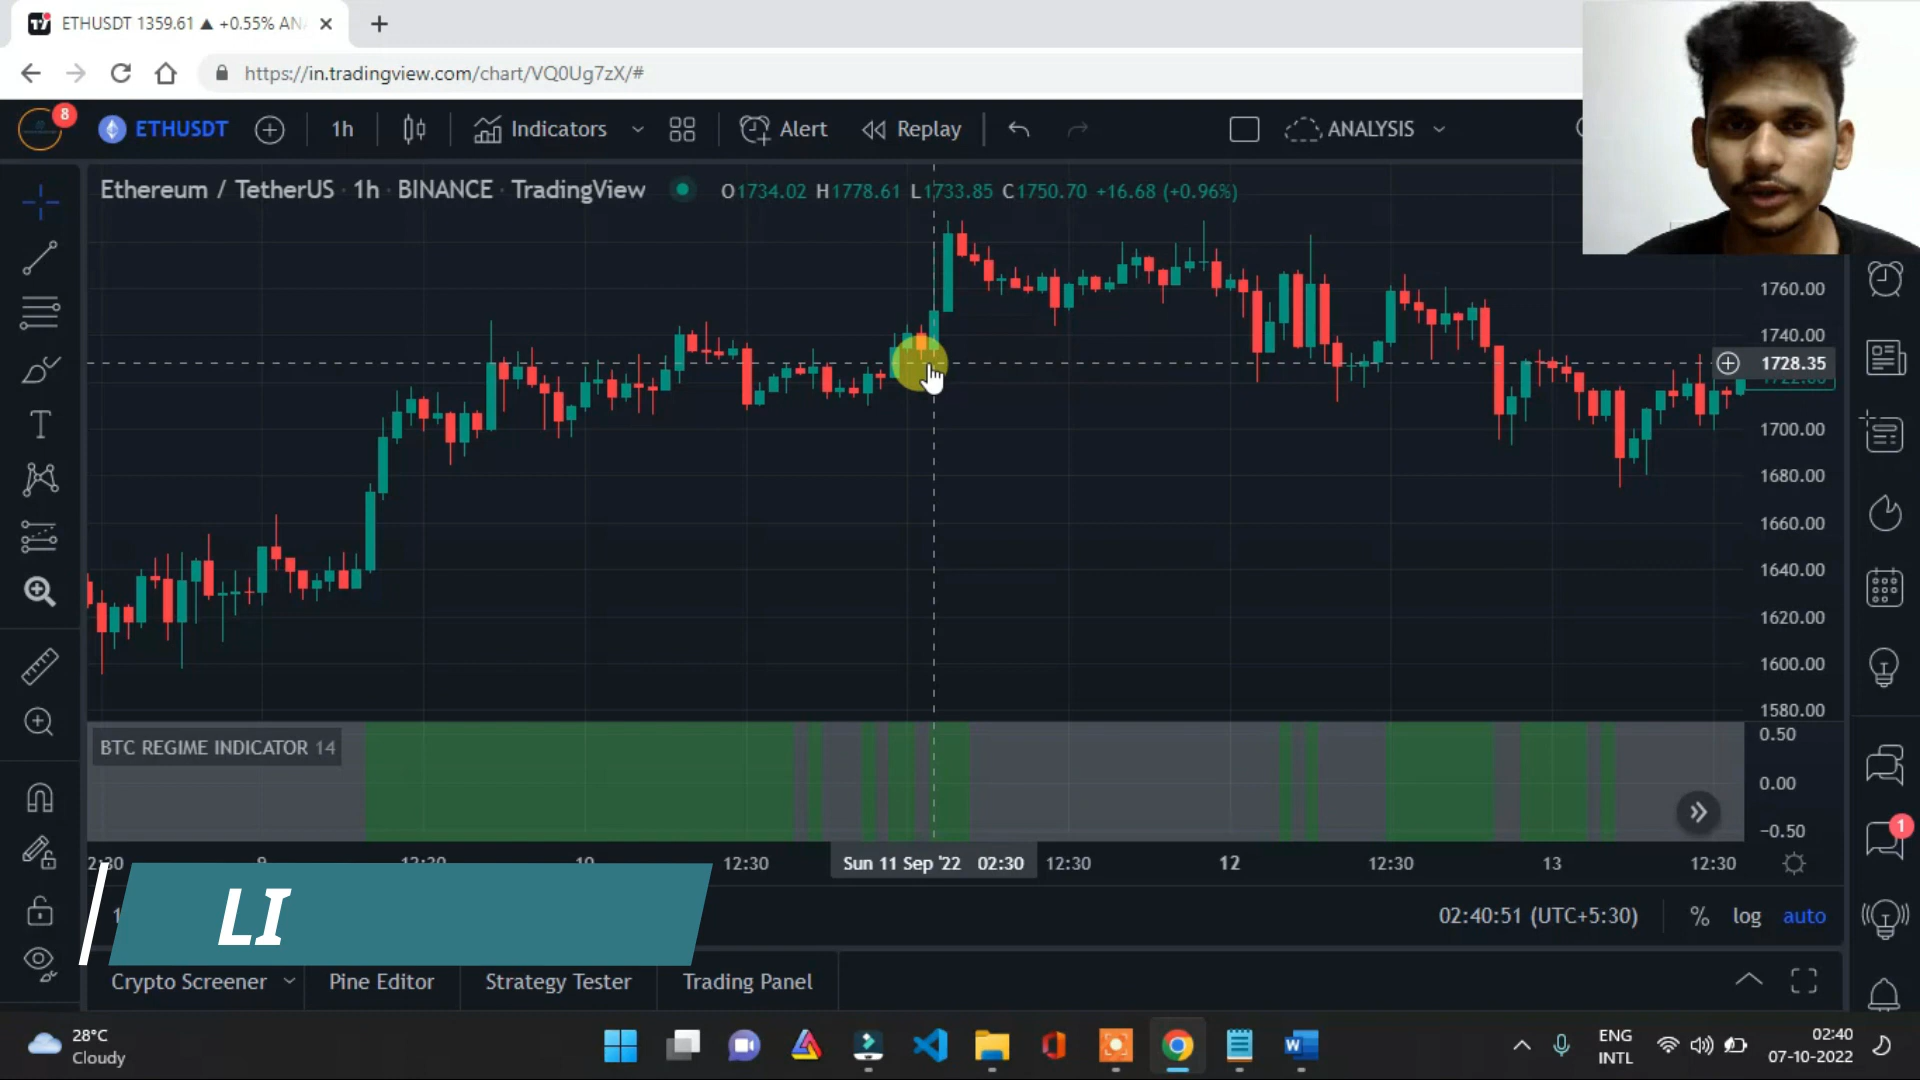 ETHUSDT 1359.61 ▲ +0.55% AN
https://in.tradingview.com/chart/VQ0Ug7zX/#
8
ETHUSDT
1h
Indicators
Alert
Replay
ANALYSIS
Ethereum / TetherUS · 1h · BINANCE · TradingView
O1734.02 H1778.61 L1733.85 C1750.70 +16.68 (+0.96%)
1760.00
1740.00
1728.35
1700.00
1680.00
1660.00
1640.00
1620.00
1600.00
1580.00
BTC REGIME INDICATOR 14
0.50
0.00
−0.50
1
12:30
Sun 11 Sep '22 02:30
12:30
12
12:30
13
12:30
LI
02:40:51 (UTC+5:30)
%
log
auto
Crypto Screener
Pine Editor
Strategy Tester
Trading Panel
28°C
Cloudy
ENG
INTL
02:40
07-10-2022